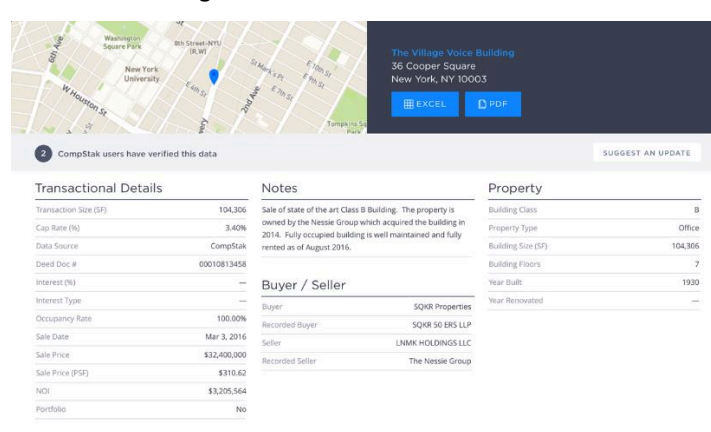 Washington
Square Park
8th Street-NYU
(R,W)
6th Ave
New York
University
St Mark's Pl
E 10th St
E 9th St
E 7th St
E 4th St
2nd Ave
W Houston St
Tompkins Sq
Park
The Village Voice Building
36 Cooper Square
New York, NY 10003
EXCEL
PDF
2 CompStak users have verified this data
SUGGEST AN UPDATE
Transactional Details
Transaction Size (SF) 104,306
Cap Rate (%) 3.40%
Data Source CompStak
Deed Doc # 00010813458
Interest (%) —
Interest Type —
Occupancy Rate 100.00%
Sale Date Mar 3, 2016
Sale Price $32,400,000
Sale Price (PSF) $310.62
NOI $3,205,564
Portfolio No
Notes
Sale of state of the art Class B Building. The property is
owned by the Nessie Group which acquired the building in
2014. Fully occupied building is well maintained and fully
rented as of August 2016.
Buyer / Seller
Buyer SQKR Properties
Recorded Buyer SQKR 50 ERS LLP
Seller LNMK HOLDINGS LLC
Recorded Seller The Nessie Group
Property
Building Class B
Property Type Office
Building Size (SF) 104,306
Building Floors 7
Year Built 1930
Year Renovated —